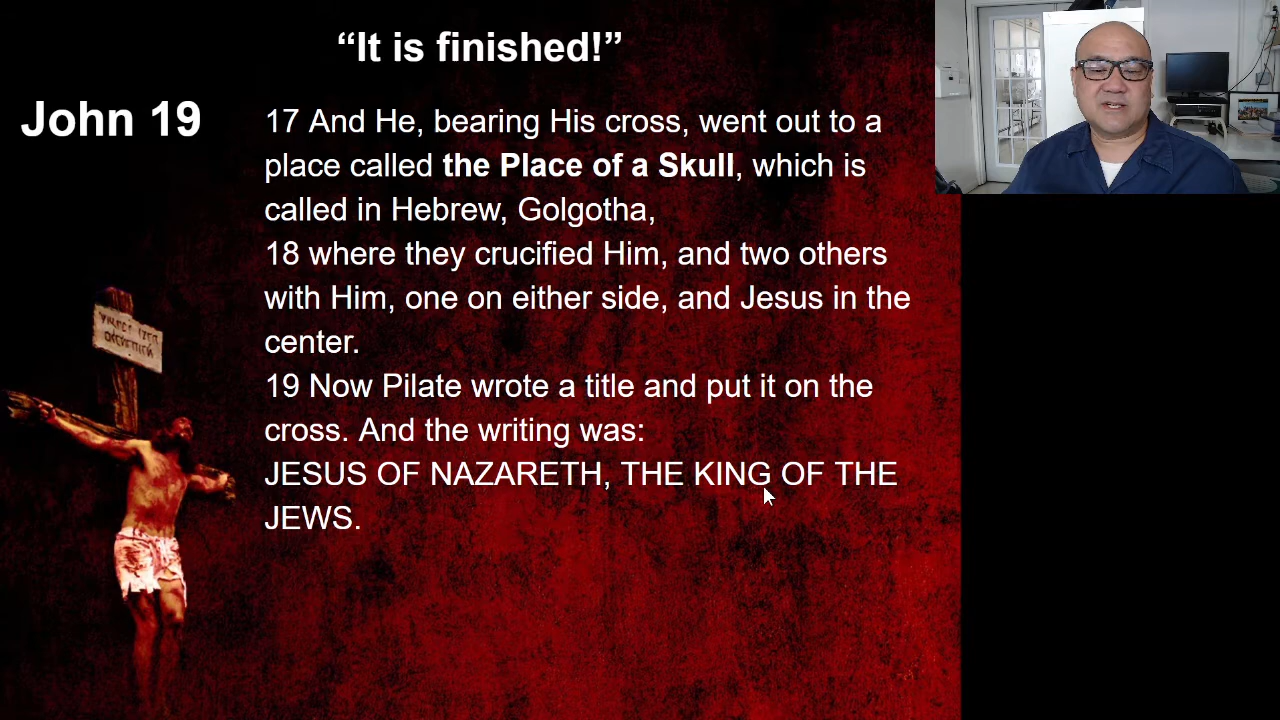 “It is finished!”
John 19
17 And He, bearing His cross, went out to a
place called the Place of a Skull, which is
called in Hebrew, Golgotha,
18 where they crucified Him, and two others
with Him, one on either side, and Jesus in the
center.
19 Now Pilate wrote a title and put it on the
cross. And the writing was:
JESUS OF NAZARETH, THE KING OF THE
JEWS.